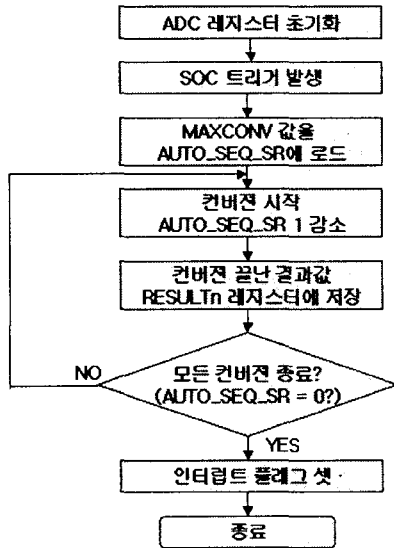 ADC 레지스터 초기화
SOC 트리거 발생
MAXCONV 값을
AUTO_SEQ_SR에 로드
컨버젼 시작
AUTO_SEQ_SR 1 감소
컨버젼 끝난 결과값
RESULTn 레지스터에 저장
모든 컨버젼 종료?
(AUTO_SEQ_SR = 0?)
NO
YES
인터럽트 플래그 셋
종료